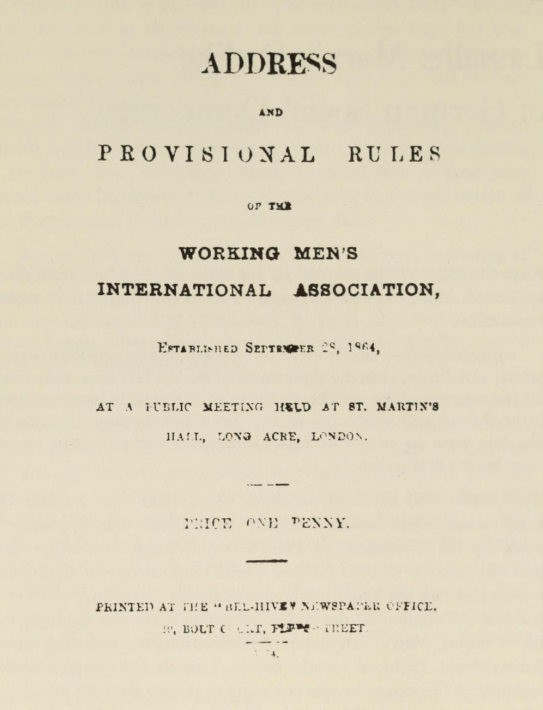 ADDRESS
AND
PROVISIONAL RULES
OF THE
WORKING MEN'S
INTERNATIONAL ASSOCIATION,
ESTABLISHED SEPTEMBER 28, 1864,
AT A PUBLIC MEETING HELD AT ST. MARTIN'S
HALL, LONG ACRE, LONDON.
PRICE ONE PENNY.
PRINTED AT THE "BEE-HIVE" NEWSPAPER OFFICE,
BOLT COURT, FLEET STREET.